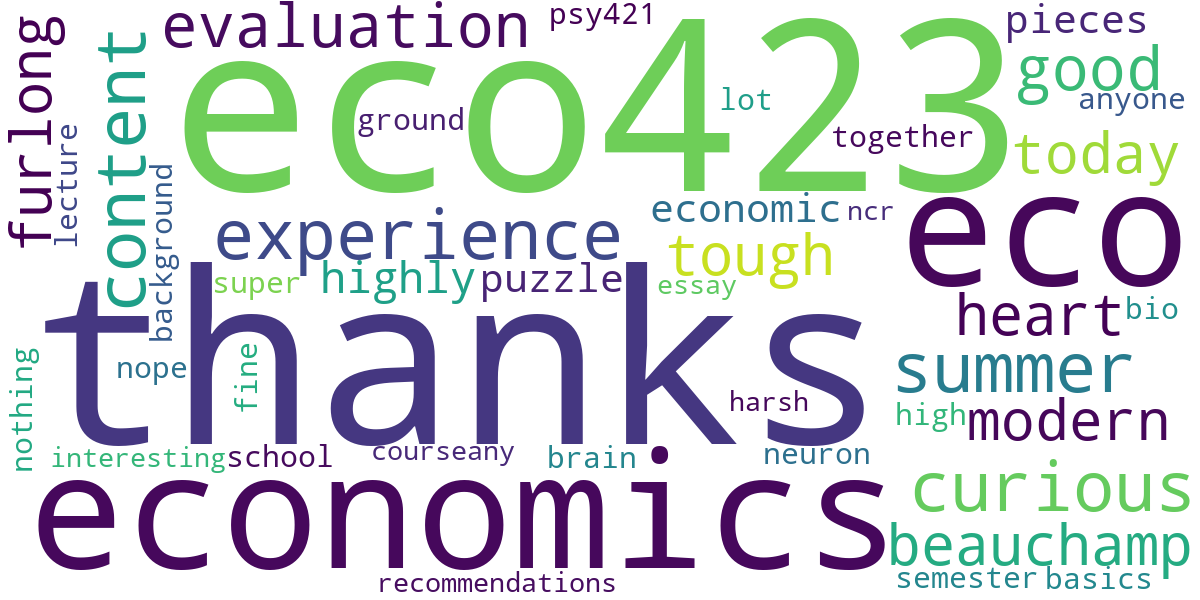 evaluation
psy421
pieces
furlong
content
eco423
good
anyone
lot
ground
together
today
lecture
background
economic
ncr
eco
experience
tough
super
highly
puzzle
essay
heart
bio
thanks
nope
fine
nothing
harsh
summer
high
modern
interesting
school
courseany
brain
neuron
economics
curious
beauchamp
recommendations
semester
basics